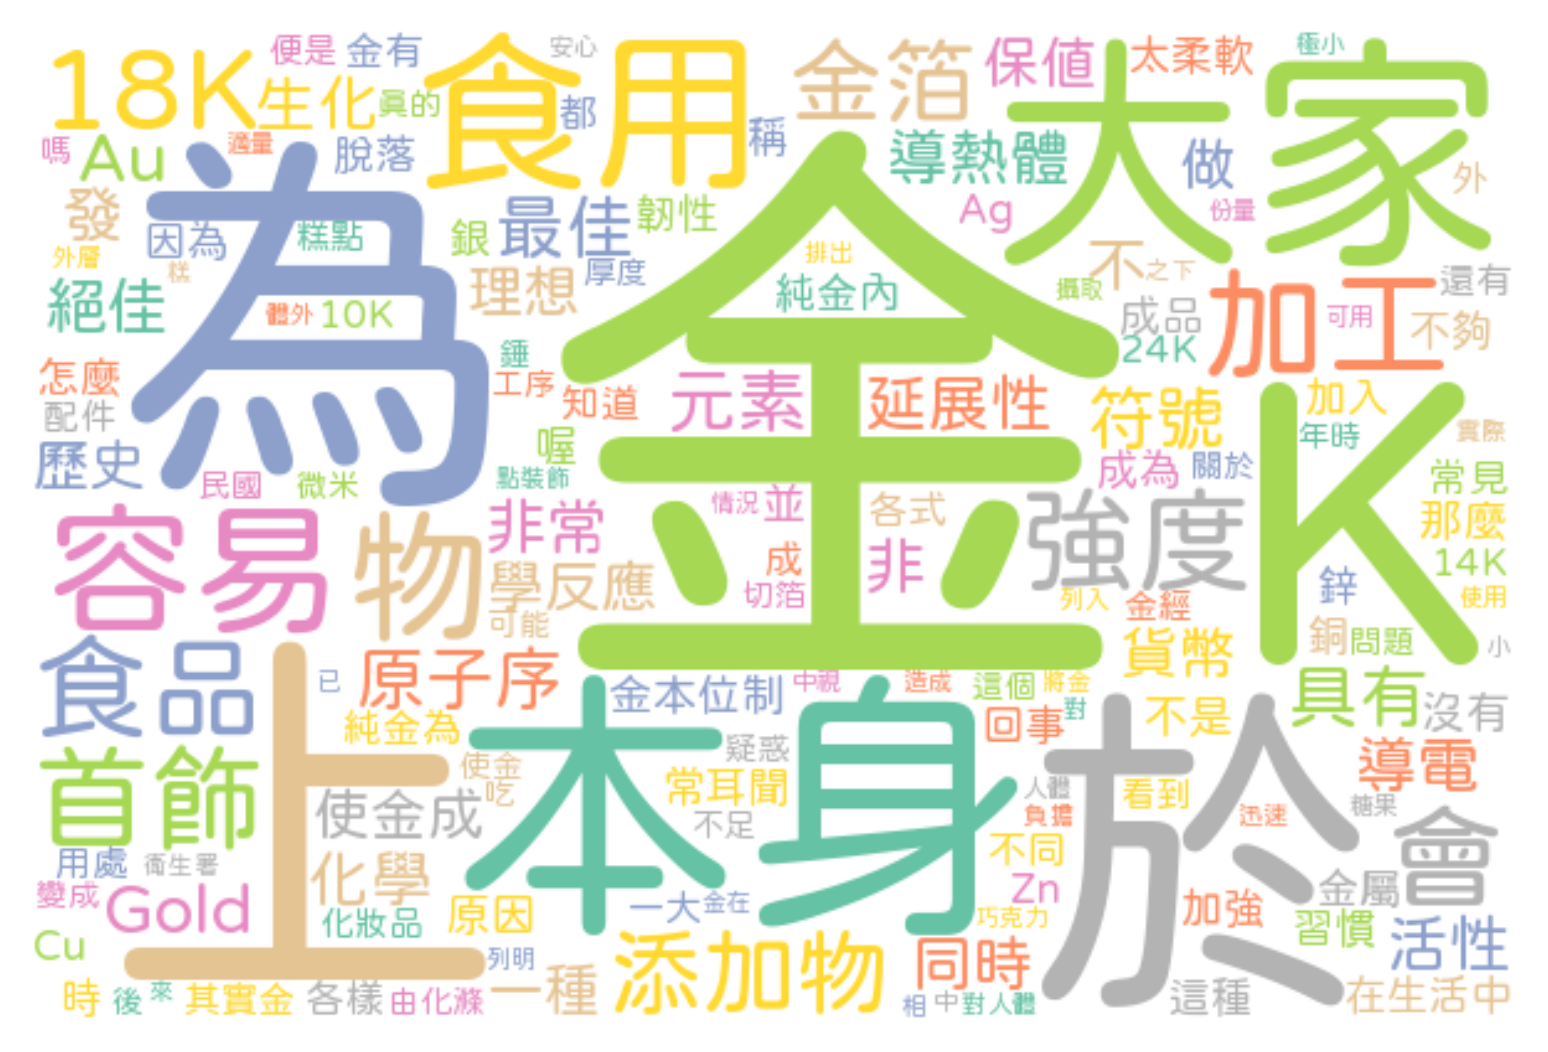 18K
便是
金有
食用
安心
金箔
保值
太柔軟
極小
大家
生化
真的
都
嗎
Au
適量
脫落
稱
導熱體
做
外
為
金
發
因為
糕點
銀
最佳
韌性
Ag
份量
外層
糕
理想
厚度
排出
不
之下
還有
絕佳
體外
10K
純金內
攝取
成品
加工
可用
不夠
24K
怎麼
錘
工序
知道
元素
延展性
符號
加入
K
配件
年時
實際
歷史
喔
成為
關於
常見
民國
微米
點裝飾
情況
並
各式
強度
那麼
容易
物
非常
成
非
14K
學反應
切箔
列入
金經
鋅
使用
可能
銅
問題
小
食品
上
已
原子序
金本位制
中視
造成
這個
將金
對
貨幣
具有
沒有
純金為
本身
回事
不是
於
導電
首飾
使金
疑惑
吃
使金成
常耳聞
人體
看到
糖果
不足
負擔
迅速
會
用處
衛生署
化學
不同
金屬
變成
Gold
Zn
加強
化妝品
原因
一大
金在
巧克力
習慣
活性
Cu
列明
一種
添加物
同時
時
後
來
其實金
各樣
由化滌
相
中
對人體
這種
在生活中